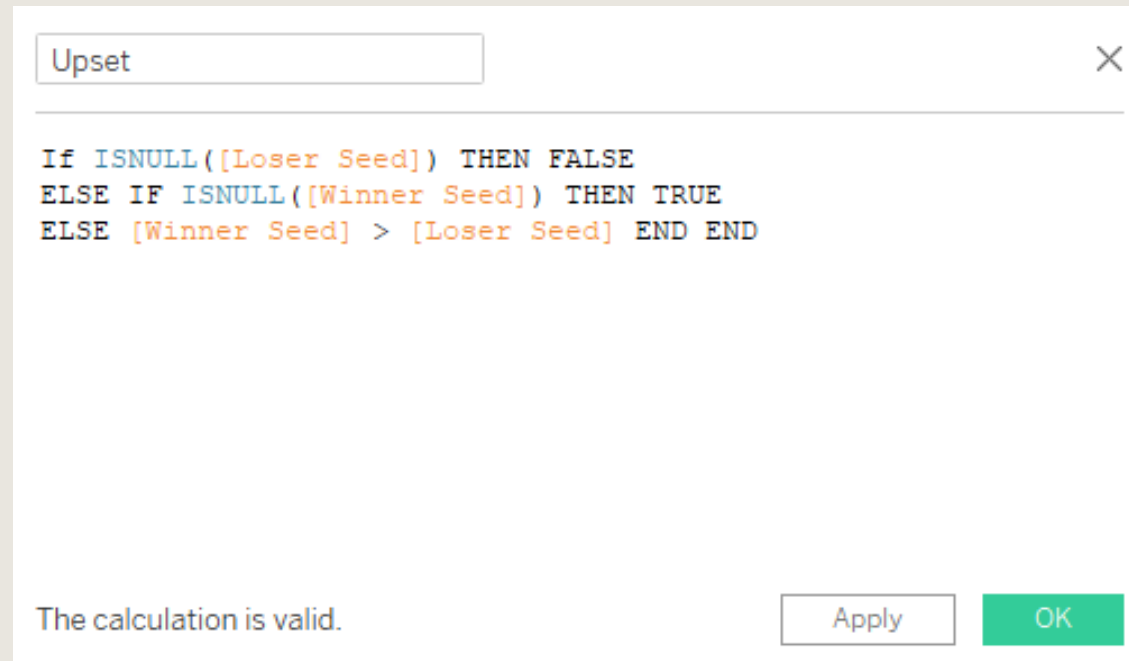 Upset
If ISNULL([Loser Seed]) THEN FALSE
ELSE IF ISNULL([Winner Seed]) THEN TRUE
ELSE [Winner Seed] > [Loser Seed] END END
The calculation is valid.
Apply
OK